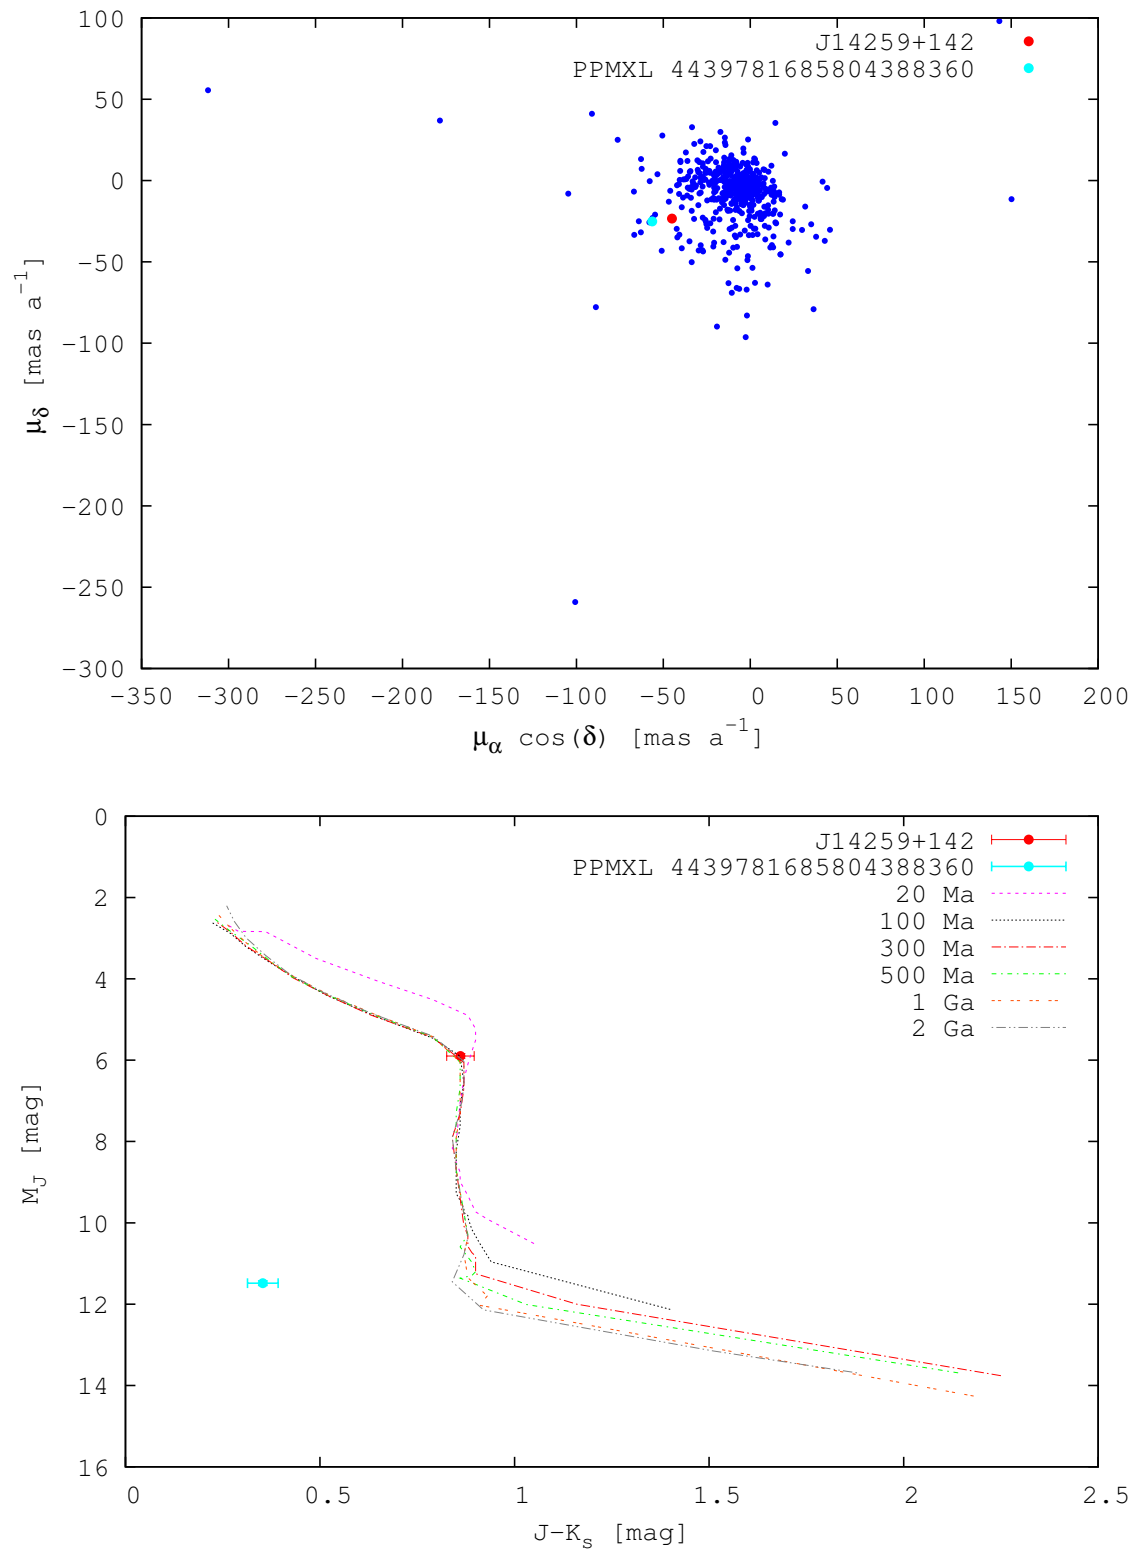 100
50
0
−50
−100
−150
−200
−250
−300
μδ [mas a−1]
J14259+142
PPMXL 4439781685804388360
−350 −300 −250 −200 −150 −100 −50 0 50 100 150 200
μα cos(δ) [mas a−1]
0
2
4
6
8
10
12
14
16
MJ [mag]
J14259+142
PPMXL 4439781685804388360
20 Ma
100 Ma
300 Ma
500 Ma
1 Ga
2 Ga
0 0.5 1 1.5 2 2.5
J−Ks [mag]